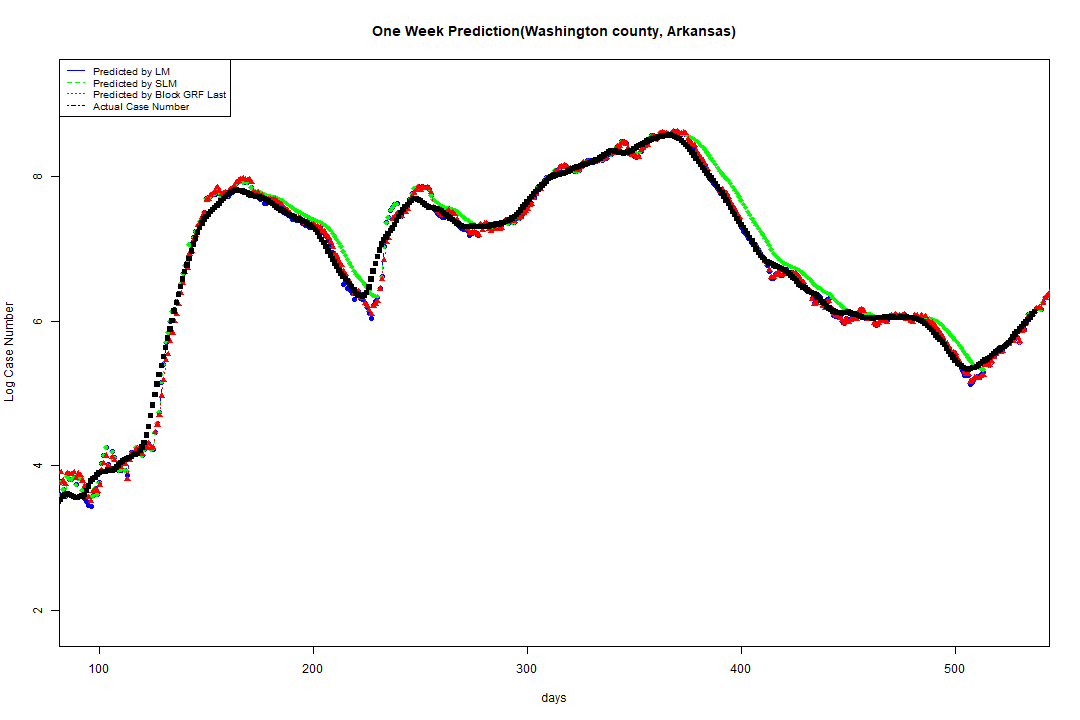 One Week Prediction(Washington county, Arkansas)
Predicted by LM
Predicted by SLM
Predicted by Block GRF Last
Actual Case Number
8
6
4
2
Log Case Number
100 200 300 400 500
days